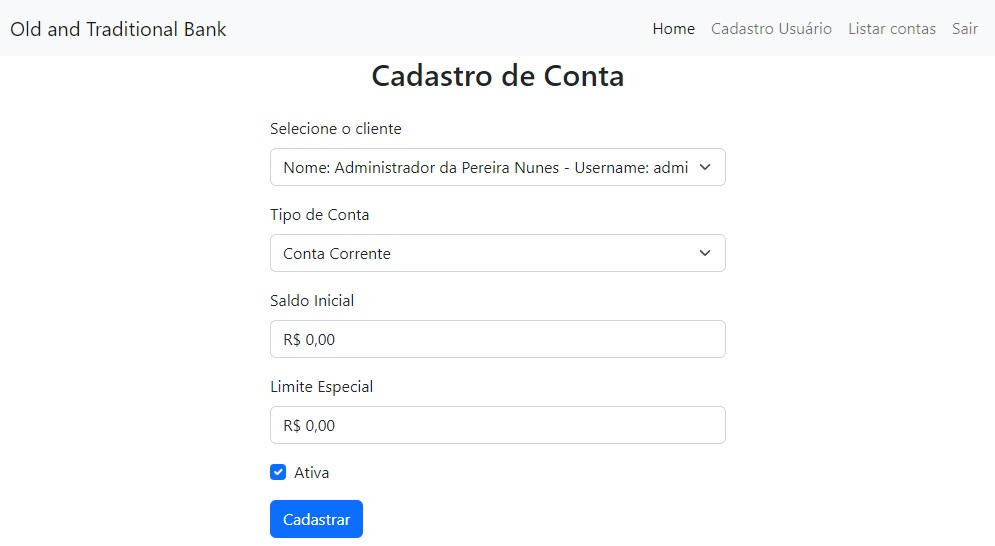 Old and Traditional Bank
Home Cadastro Usuário Listar contas Sair
Cadastro de Conta
Selecione o cliente
Nome: Administrador da Pereira Nunes - Username: admi
Tipo de Conta
Conta Corrente
Saldo Inicial
R$ 0,00
Limite Especial
R$ 0,00
Ativa
Cadastrar